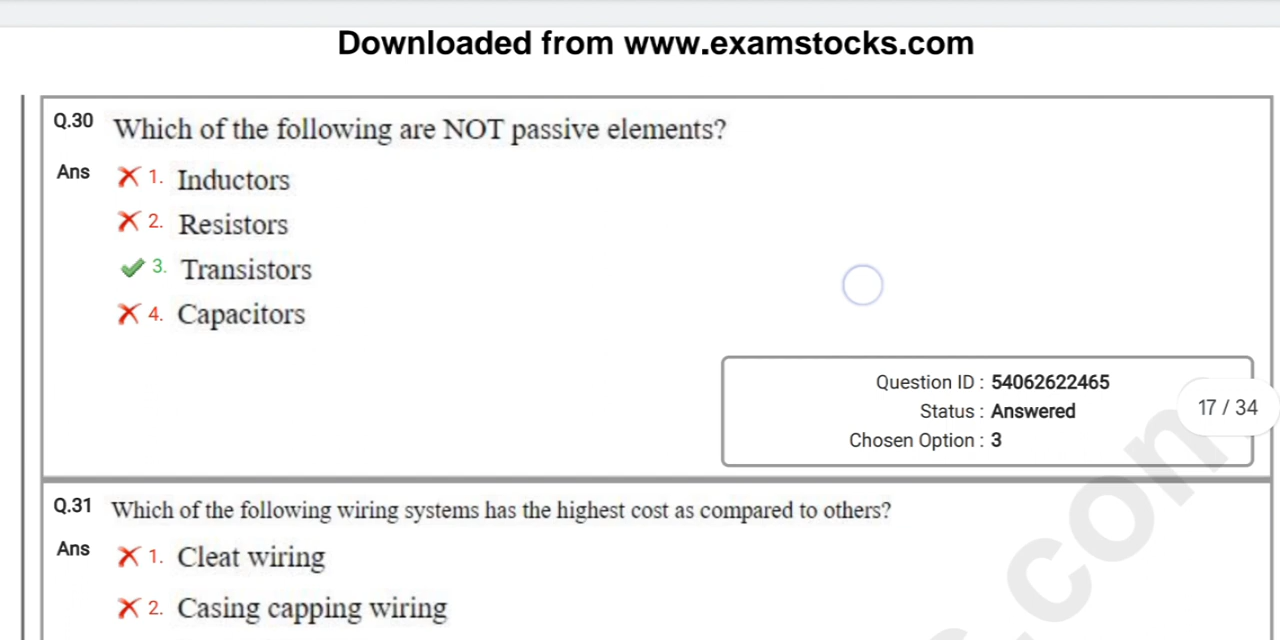 Downloaded from www.examstocks.com
Q.30 Which of the following are NOT passive elements?
Ans 1. Inductors
2. Resistors
3. Transistors
4. Capacitors
Question ID : 54062622465
Status : Answered
Chosen Option : 3
17 / 34
Q.31 Which of the following wiring systems has the highest cost as compared to others?
Ans 1. Cleat wiring
2. Casing capping wiring